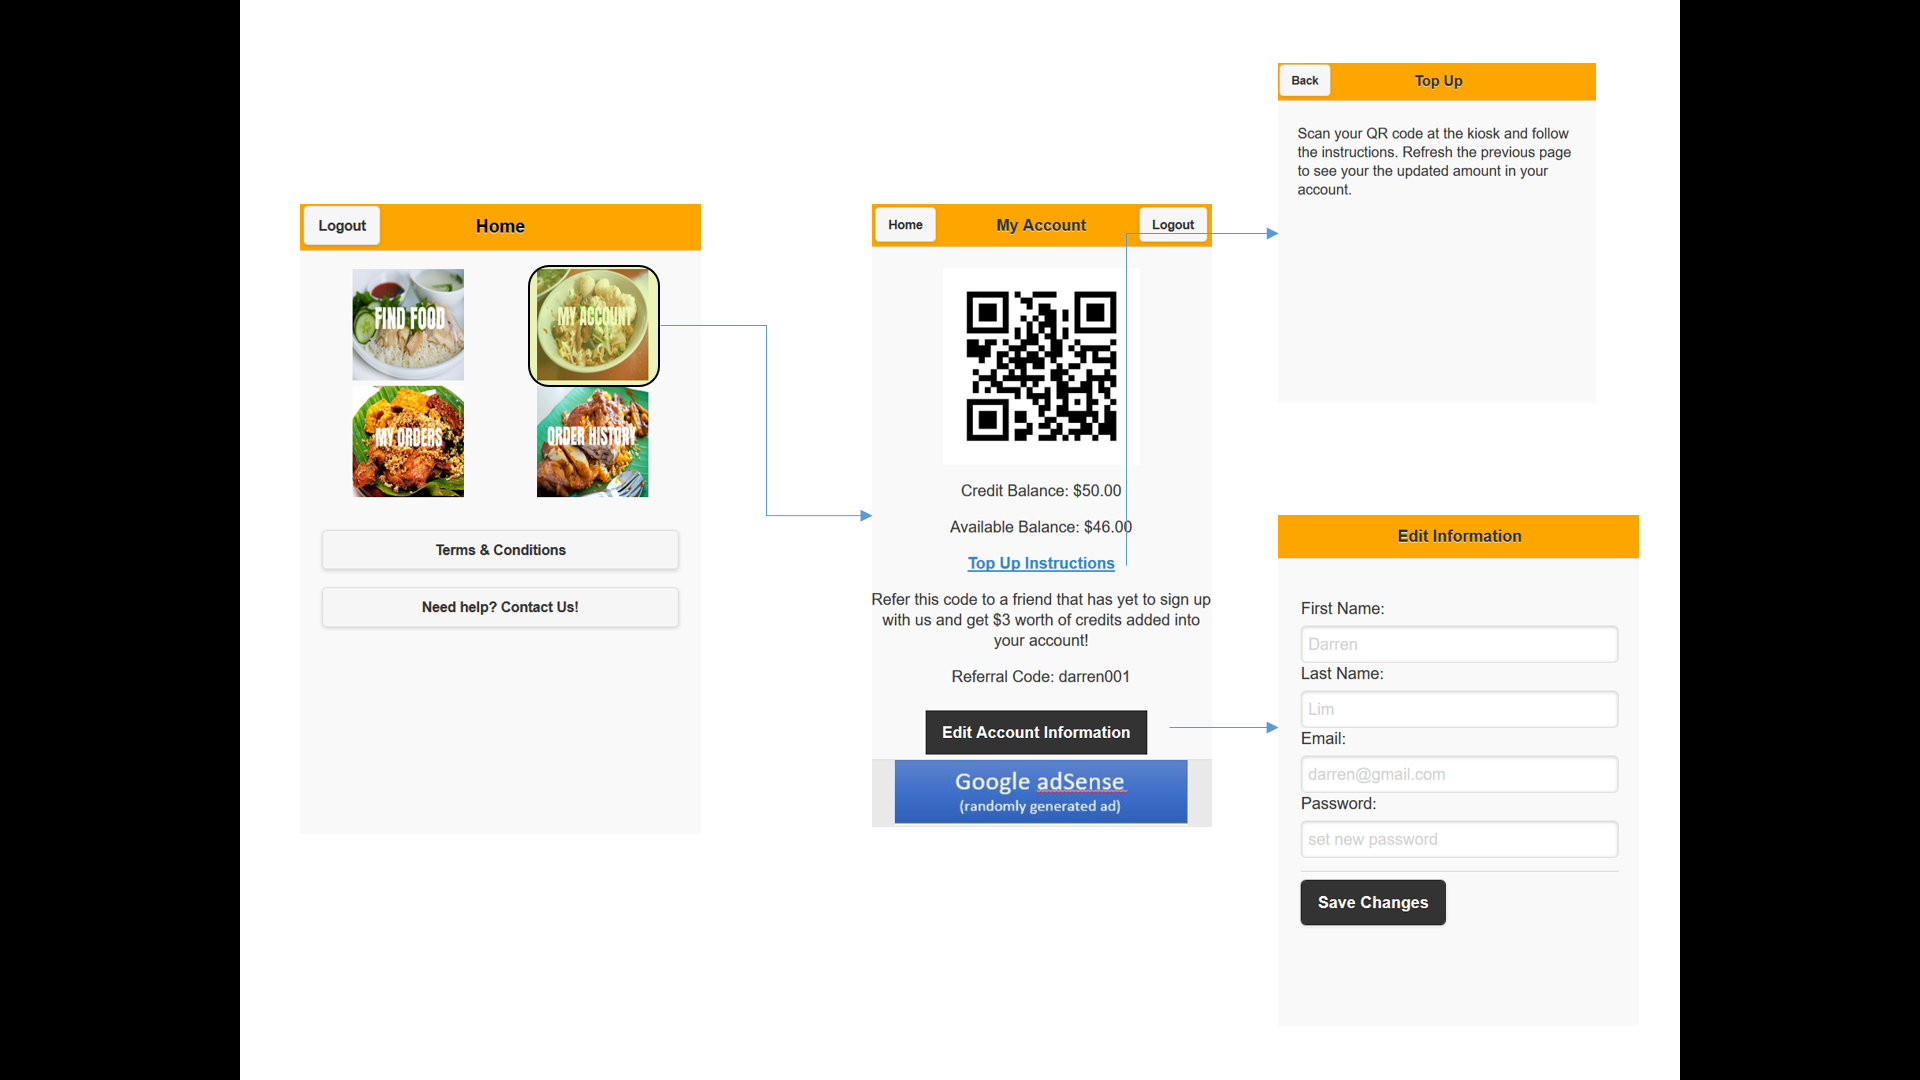 Logout
Home
FIND FOOD
MY ACCOUNT
MY ORDERS
ORDER HISTORY
Terms & Conditions
Need help? Contact Us!
Home
My Account
Logout
Credit Balance: $50.00
Available Balance: $46.00
Top Up Instructions
Refer this code to a friend that has yet to sign up
with us and get $3 worth of credits added into
your account!
Referral Code: darren001
Edit Account Information
Google adSense
(randomly generated ad)
Back
Top Up
Scan your QR code at the kiosk and follow
the instructions. Refresh the previous page
to see your the updated amount in your
account.
Edit Information
First Name:
Darren
Last Name:
Lim
Email:
darren@gmail.com
Password:
set new password
Save Changes